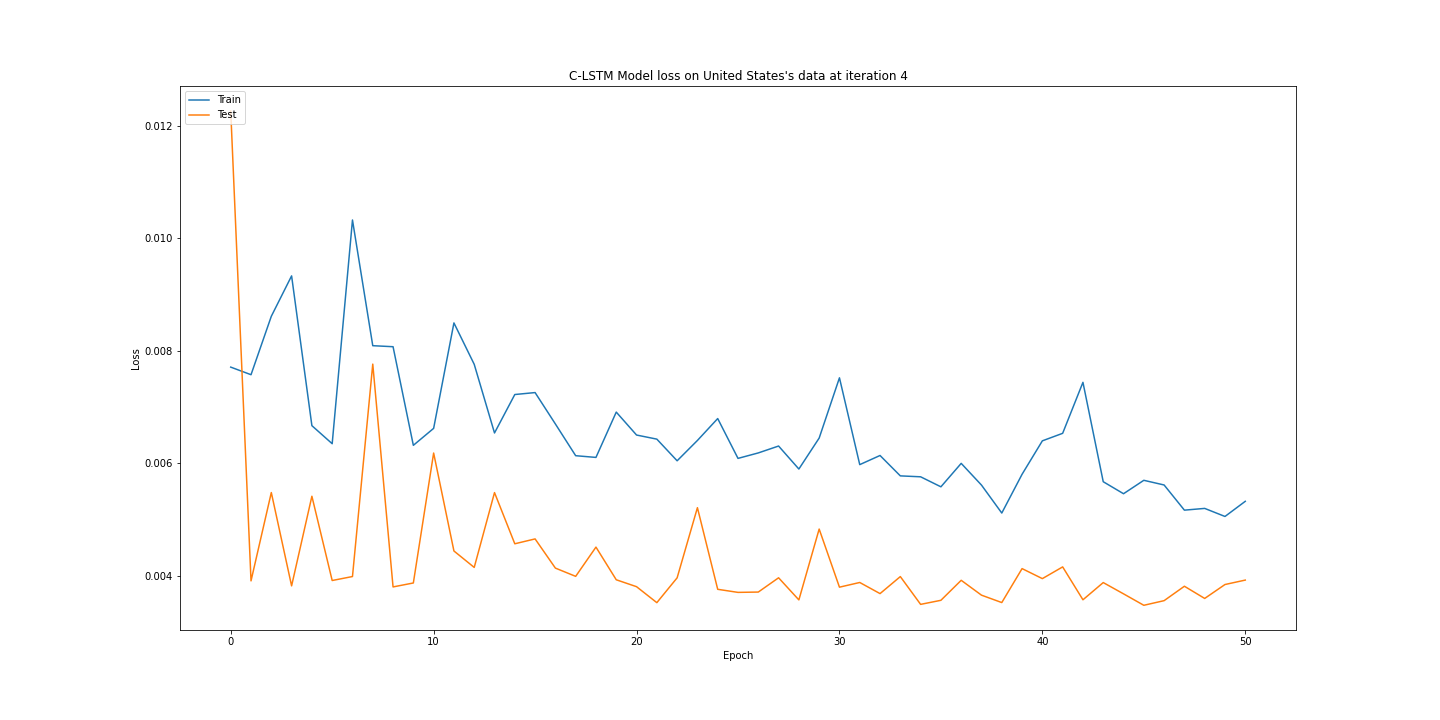 C-LSTM Model loss on United States's data at iteration 4
Train
Test
0.012
0.010
0.008
0.006
0.004
Loss
0 10 20 30 40 50
Epoch